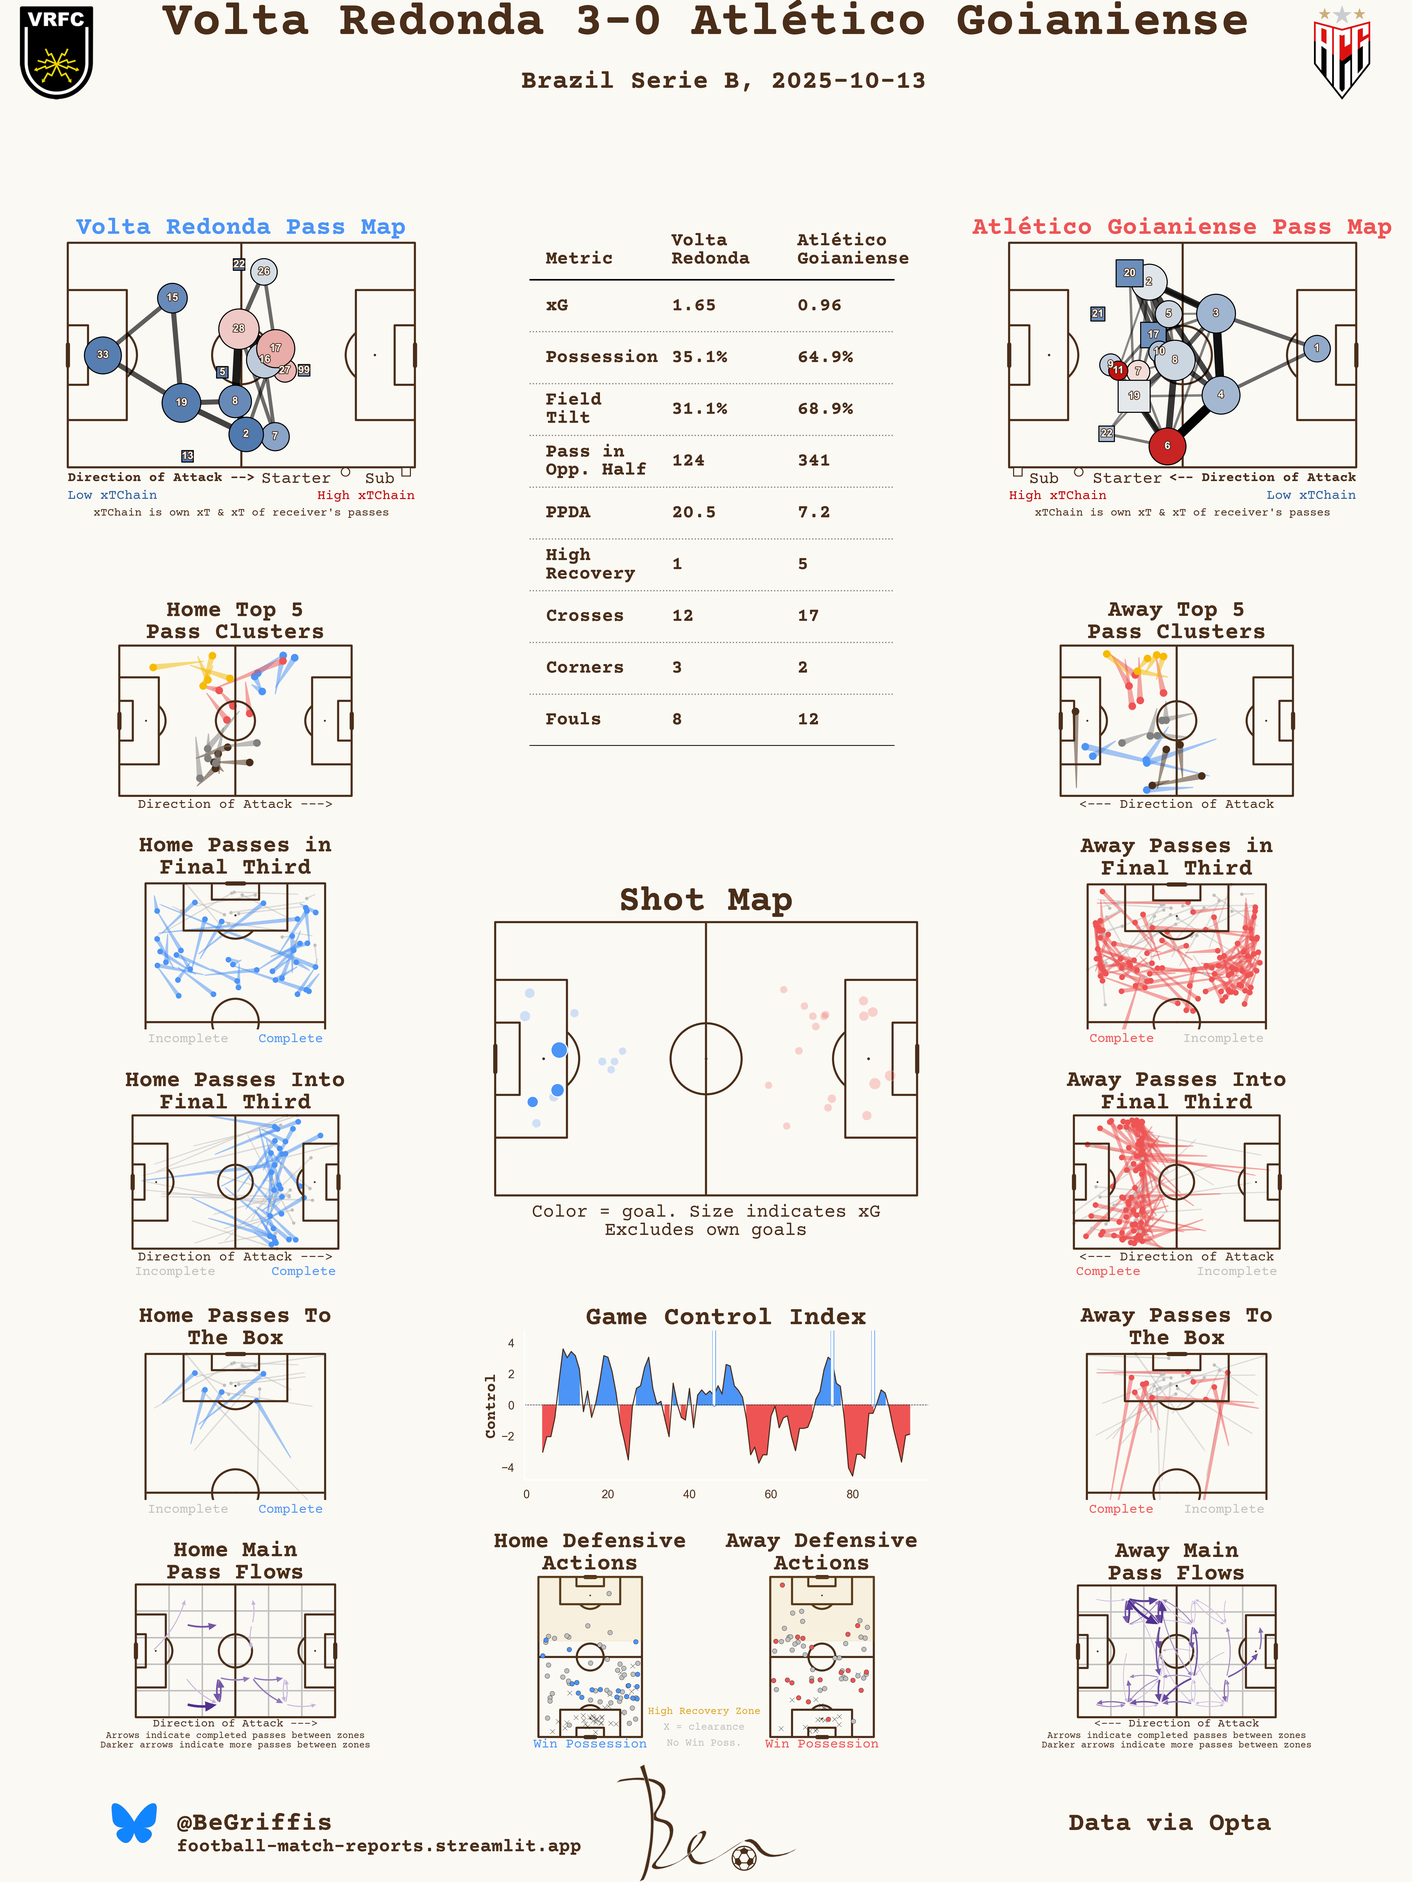 VRFC
Volta Redonda 3-0 Atlético Goianiense
ACG
Brazil Serie B, 2025-10-13
Volta Redonda Pass Map
22
26
15
28
17
33
16
27
99
5
19
8
2
7
13
Direction of Attack --> Starter Sub
Low xTChain High xTChain
xTChain is own xT & xT of receiver's passes
Metric Volta Redonda Atlético Goianiense
xG 1.65 0.96
Possession 35.1% 64.9%
Field Tilt 31.1% 68.9%
Pass in Opp. Half 124 341
PPDA 20.5 7.2
High Recovery 1 5
Crosses 12 17
Corners 3 2
Fouls 8 12
Atlético Goianiense Pass Map
20
2
21
5
3
17
10
1
9
11
7
8
19
4
22
6
Sub Starter <-- Direction of Attack
High xTChain Low xTChain
xTChain is own xT & xT of receiver's passes
Home Top 5
Pass Clusters
Direction of Attack --->
Away Top 5
Pass Clusters
<--- Direction of Attack
Home Passes in
Final Third
Incomplete Complete
Away Passes in
Final Third
Complete Incomplete
Shot Map
Color = goal. Size indicates xG
Excludes own goals
Home Passes Into
Final Third
Direction of Attack --->
Incomplete Complete
Away Passes Into
Final Third
<--- Direction of Attack
Complete Incomplete
Home Passes To
The Box
Incomplete Complete
Game Control Index
Control
4
2
0
−2
−4
0 20 40 60 80
Away Passes To
The Box
Complete Incomplete
Home Main
Pass Flows
Direction of Attack --->
Arrows indicate completed passes between zones
Darker arrows indicate more passes between zones
Home Defensive
Actions
Win Possession
High Recovery Zone
X = clearance
No Win Poss.
Away Defensive
Actions
Win Possession
Away Main
Pass Flows
<--- Direction of Attack
Arrows indicate completed passes between zones
Darker arrows indicate more passes between zones
@BeGriffis
football-match-reports.streamlit.app
Ben
Data via Opta